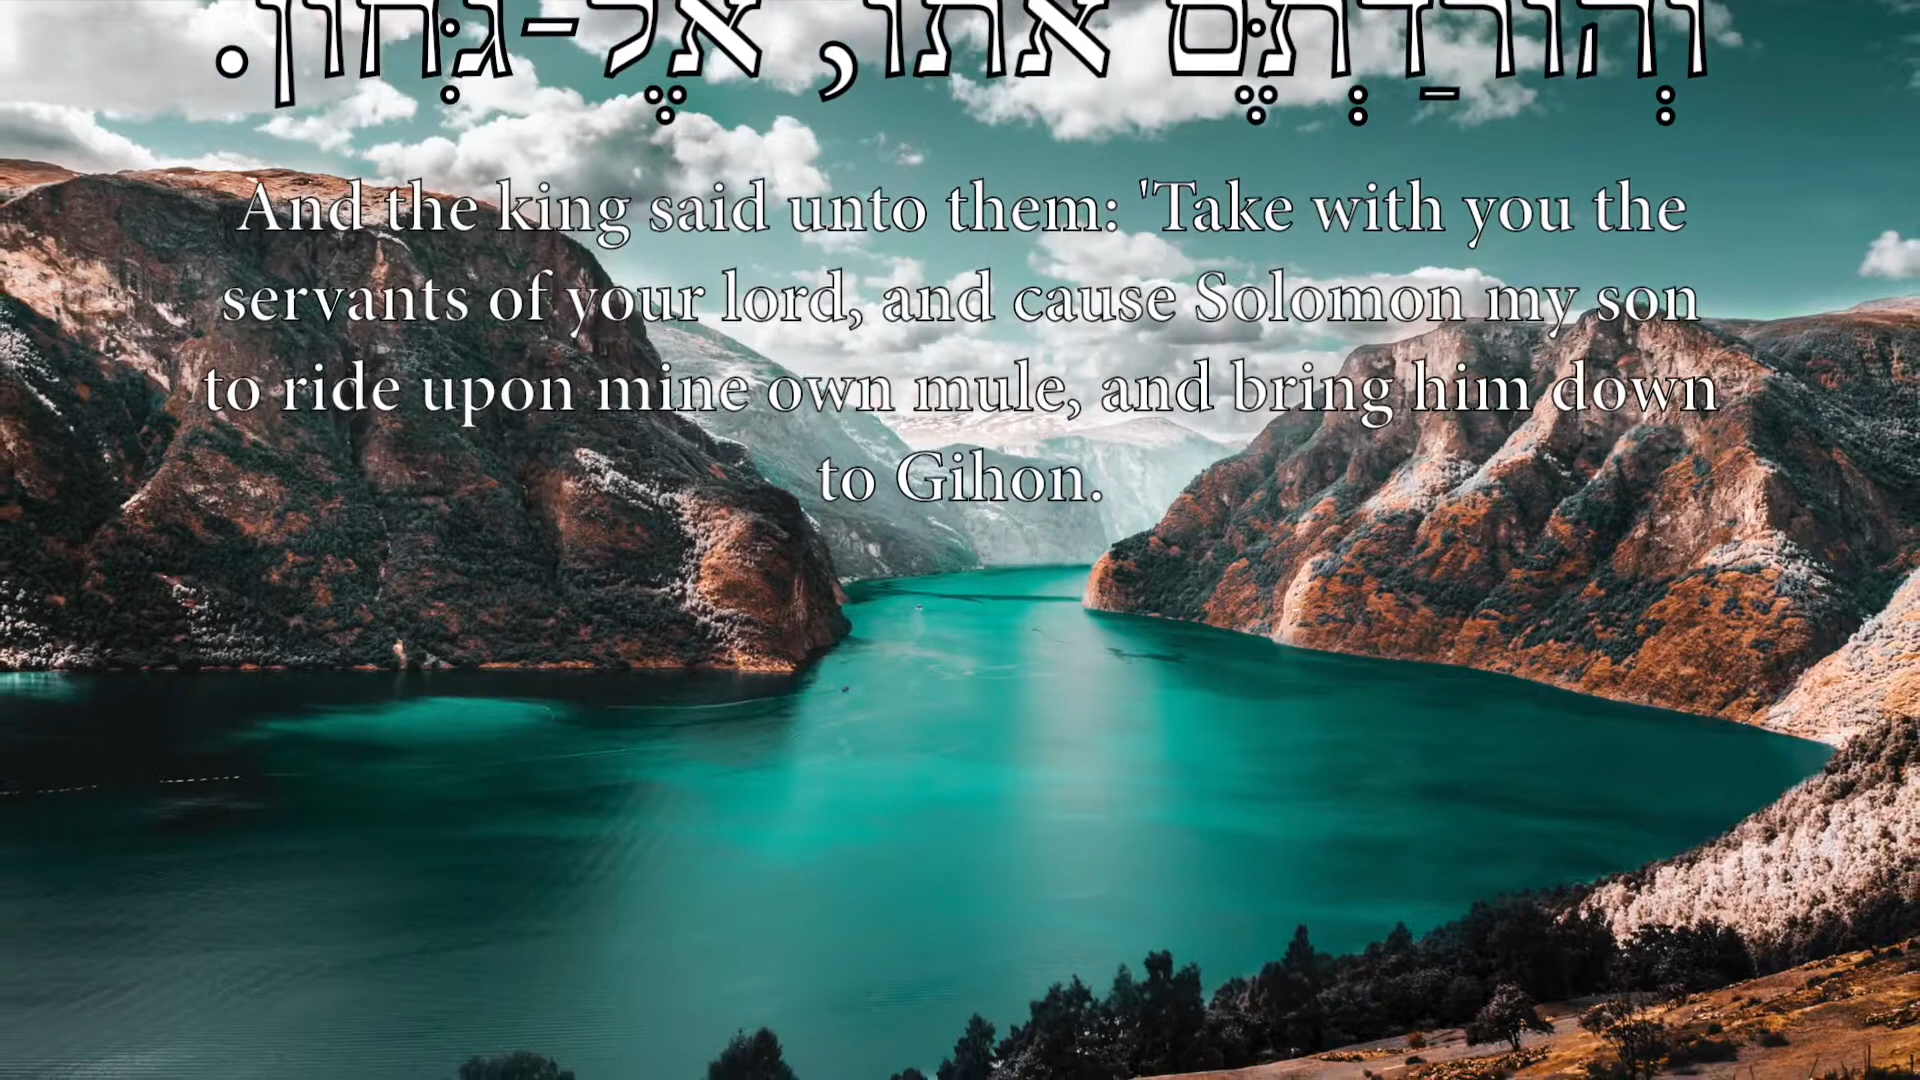 וְהוֹרַדְתֶּם אֹתוֹ, אֶל-גִּחוֹן.
And the king said unto them: 'Take with you the
servants of your lord, and cause Solomon my son
to ride upon mine own mule, and bring him down
to Gihon.